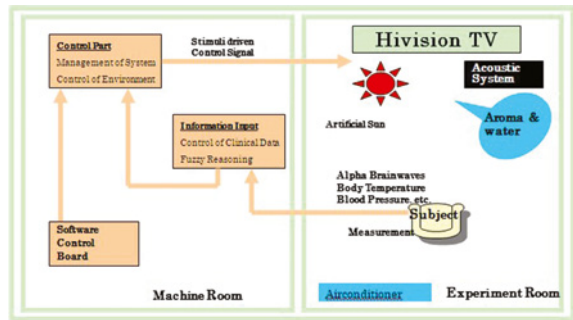 Control Part
Management of System
Control of Environment
Stimuli driven
Control Signal
Information Input
Control of Clinical Data
Fuzzy Reasoning
Software
Control
Board
Machine Room
Hivision TV
Acoustic
System
Aroma &
water
Artificial Sun
Alpha Brainwaves
Body Temperature
Blood Pressure, etc.
Subject
Measurement
Airconditioner
Experiment Room